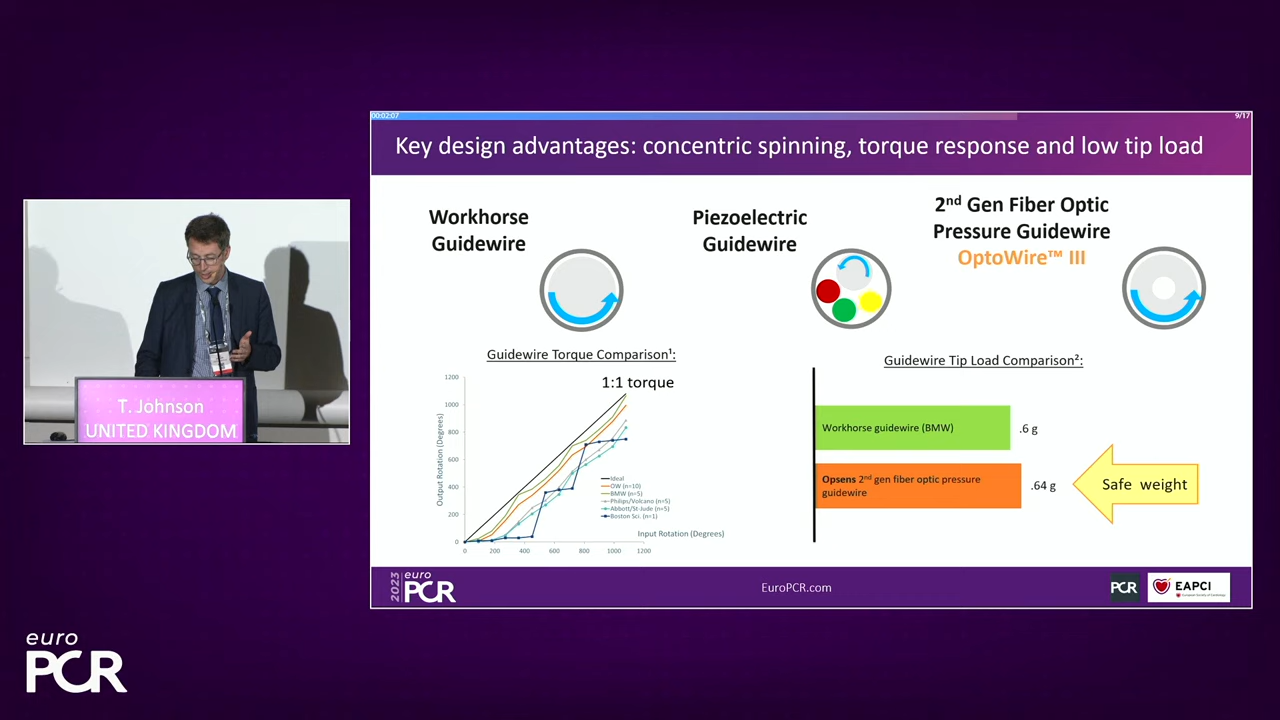 00:02:07
9/17
Key design advantages: concentric spinning, torque response and low tip load
Workhorse
Guidewire
Piezoelectric
Guidewire
2nd Gen Fiber Optic
Pressure Guidewire
OptoWire™ III
Guidewire Torque Comparison¹:
1:1 torque
Output Rotation (Degrees)
1200
1000
800
600
400
200
0
0 200 400 600 800 1000 1200
Input Rotation (Degrees)
Ideal
OW (n=10)
BMW (n=5)
Philips/Volcano (n=5)
Abbott/St-Jude (n=5)
Boston Sci. (n=1)
Guidewire Tip Load Comparison²:
Workhorse guidewire (BMW)
.6 g
Opsens 2nd gen fiber optic pressure
guidewire
.64 g
Safe weight
T. Johnson
UNITED KINGDOM
2023 euro
PCR
EuroPCR.com
PCR
EAPCI
euro
PCR